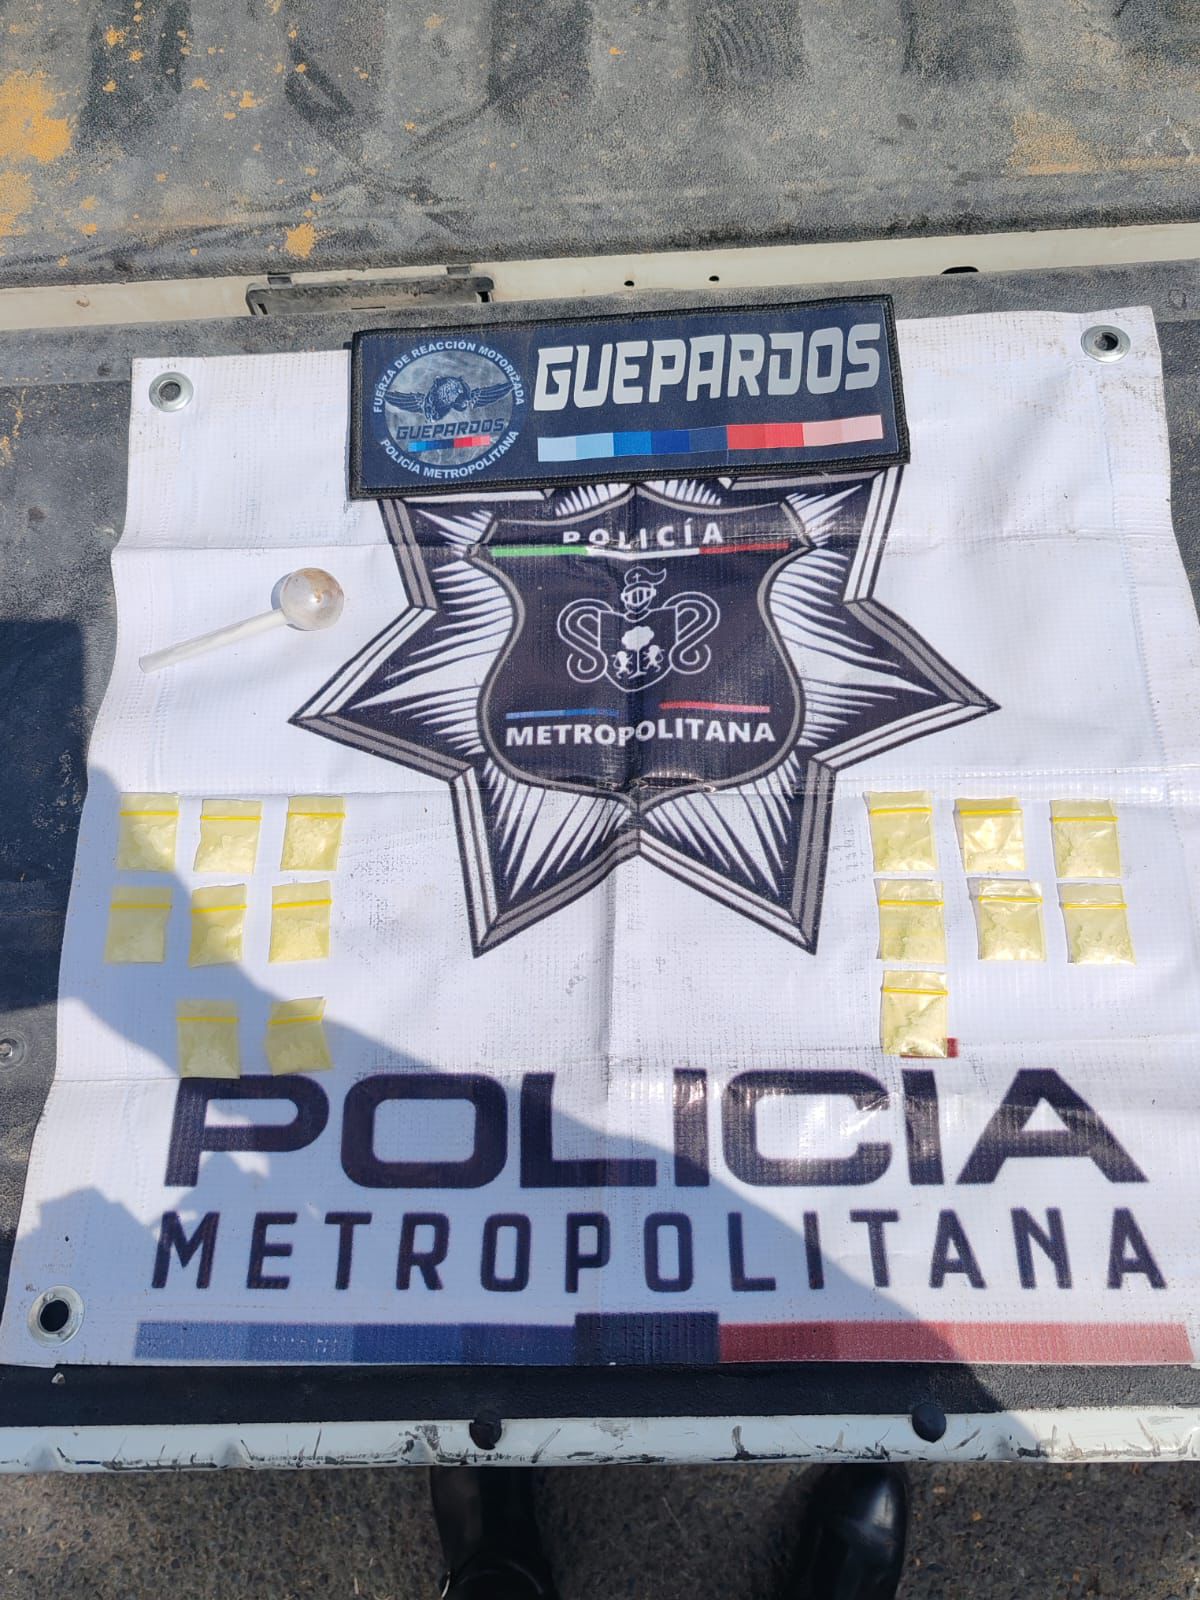 FUERZA DE REACCIÓN MOTORIZADA
GUEPARDOS
POLICÍA METROPOLITANA
GUEPARDOS
POLICÍA
METROPOLITANA
POLICÍA
METROPOLITANA